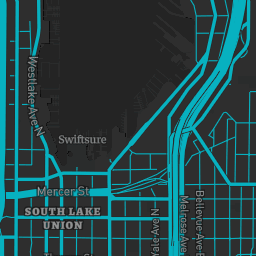 Westlake Ave N
Swiftsure
Mercer St
SOUTH LAKE
UNION
Yale Ave N
Melrose Ave
Bellevue Ave E